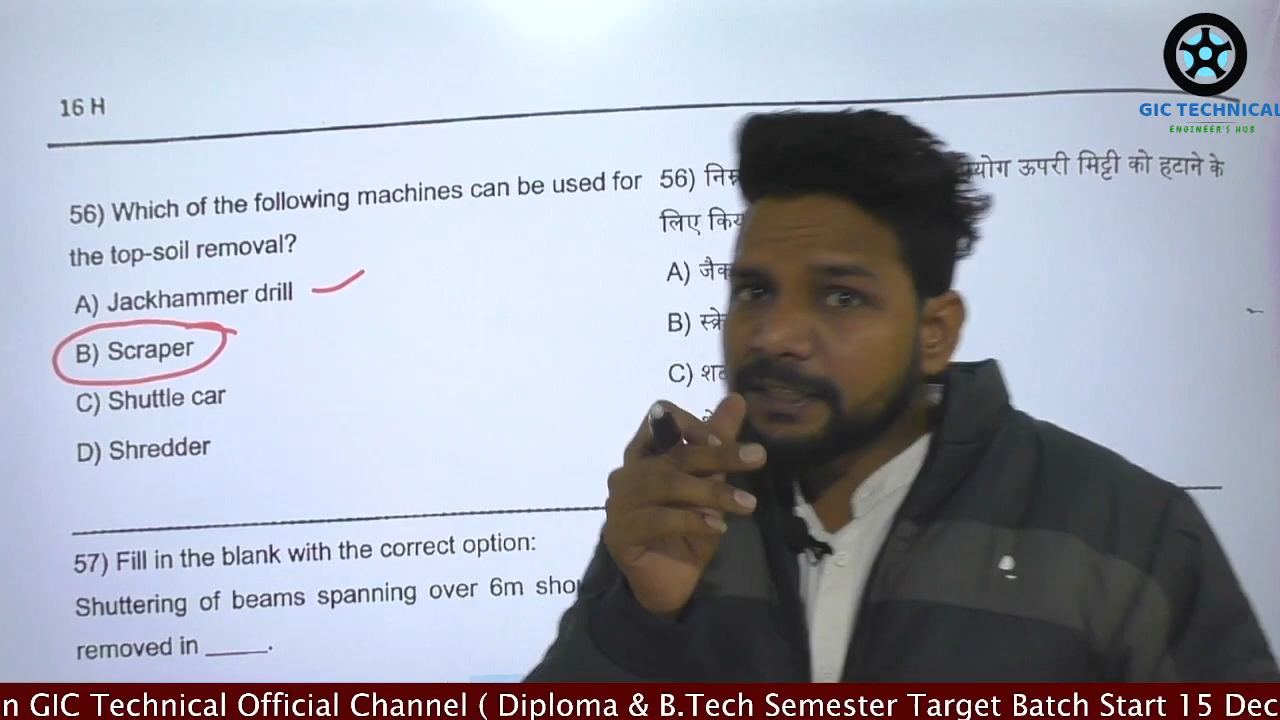 GIC TECHNICAL
ENGINEER'S HUB
16 H
56) Which of the following machines can be used for
the top-soil removal?
A) Jackhammer drill
B) Scraper
C) Shuttle car
D) Shredder
56)
ऊपरी मिट्टी को हटाने के
लिए
A)
B)
C)
57) Fill in the blank with the correct option:
Shuttering of beams spanning over 6m
removed in _____.
n GIC Technical Official Channel ( Diploma & B.Tech Semester Target Batch Start 15 Dec